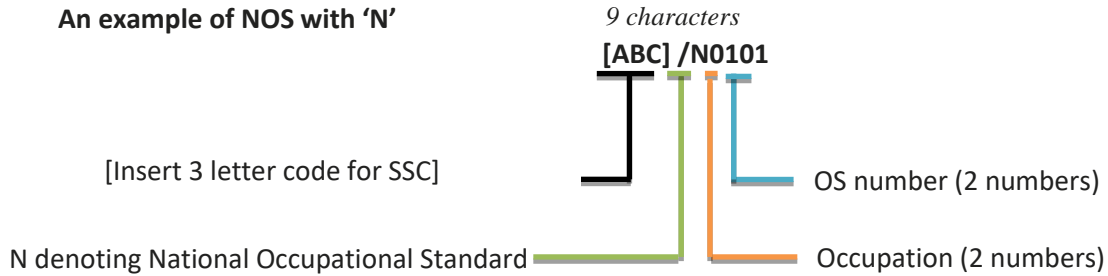 An example of NOS with ‘N’
9 characters
[ABC] /N0101
[Insert 3 letter code for SSC]
OS number (2 numbers)
N denoting National Occupational Standard
Occupation (2 numbers)